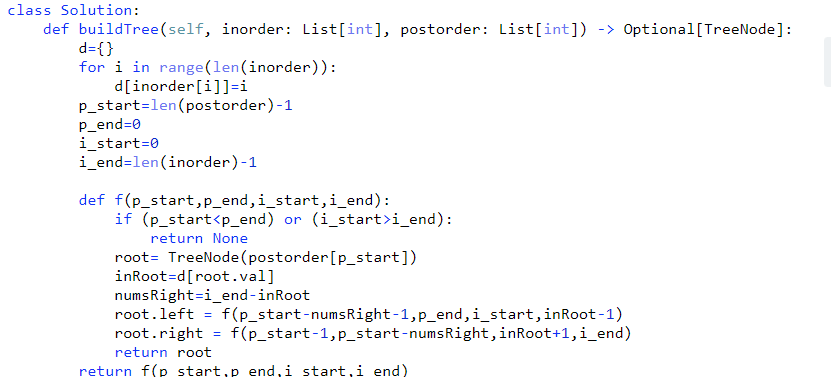 class Solution:
    def buildTree(self, inorder: List[int], postorder: List[int]) -> Optional[TreeNode]:
        d={}
        for i in range(len(inorder)):
            d[inorder[i]]=i
        p_start=len(postorder)-1
        p_end=0
        i_start=0
        i_end=len(inorder)-1

        def f(p_start,p_end,i_start,i_end):
            if (p_start<p_end) or (i_start>i_end):
                return None
            root= TreeNode(postorder[p_start])
            inRoot=d[root.val]
            numsRight=i_end-inRoot
            root.left = f(p_start-numsRight-1,p_end,i_start,inRoot-1)
            root.right = f(p_start-1,p_start-numsRight,inRoot+1,i_end)
            return root
        return f(p_start,p_end,i_start,i_end)